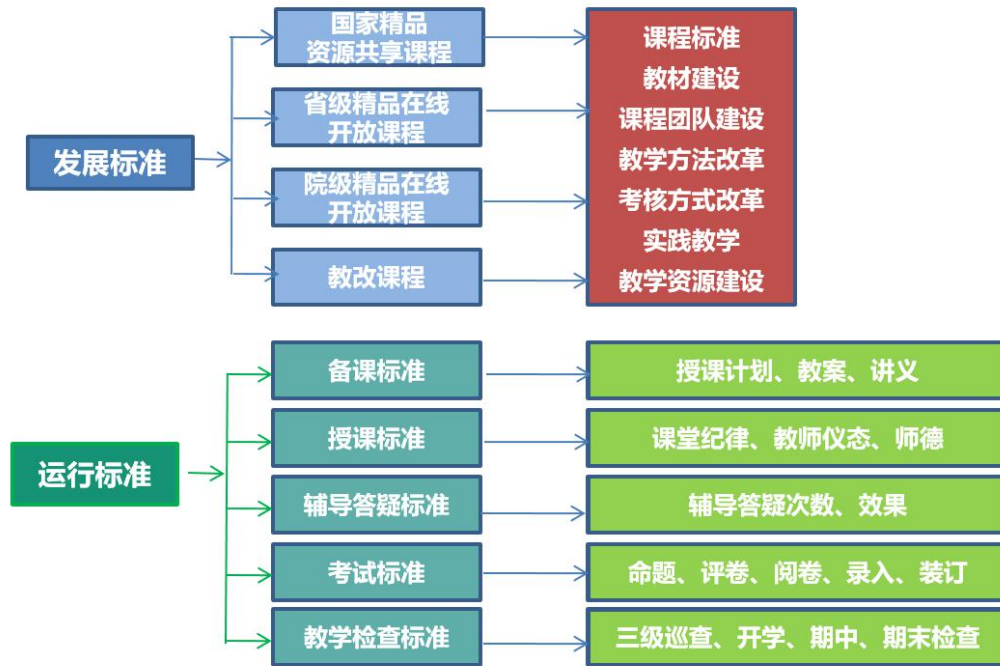 发展标准
国家精品
资源共享课程
省级精品在线
开放课程
院级精品在线
开放课程
教改课程
课程标准
教材建设
课程团队建设
教学方法改革
考核方式改革
实践教学
教学资源建设
运行标准
备课标准
授课计划、教案、讲义
授课标准
课堂纪律、教师仪态、师德
辅导答疑标准
辅导答疑次数、效果
考试标准
命题、评卷、阅卷、录入、装订
教学检查标准
三级巡查、开学、期中、期末检查